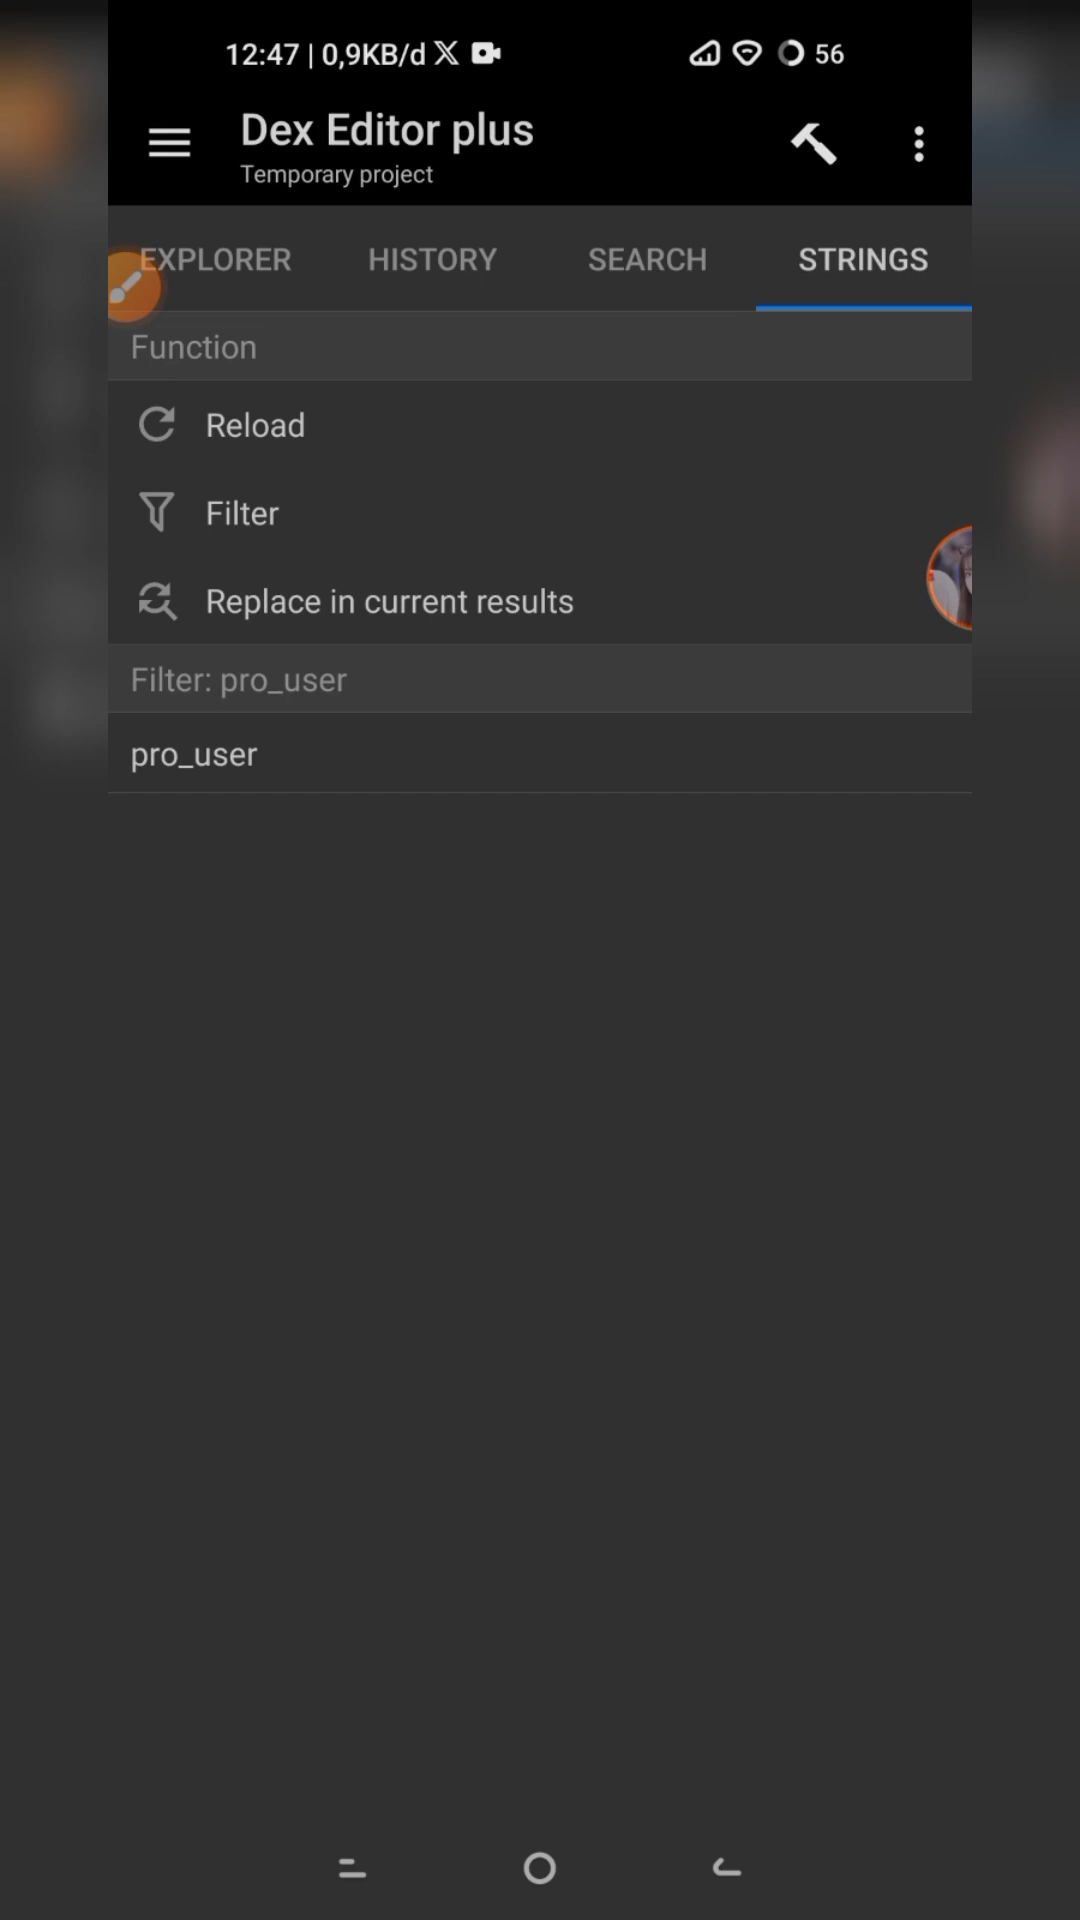 12:47 | 0,9KB/d 56
Dex Editor plus
Temporary project
EXPLORER HISTORY SEARCH STRINGS
Function
Reload
Filter
Replace in current results
Filter: pro_user
pro_user